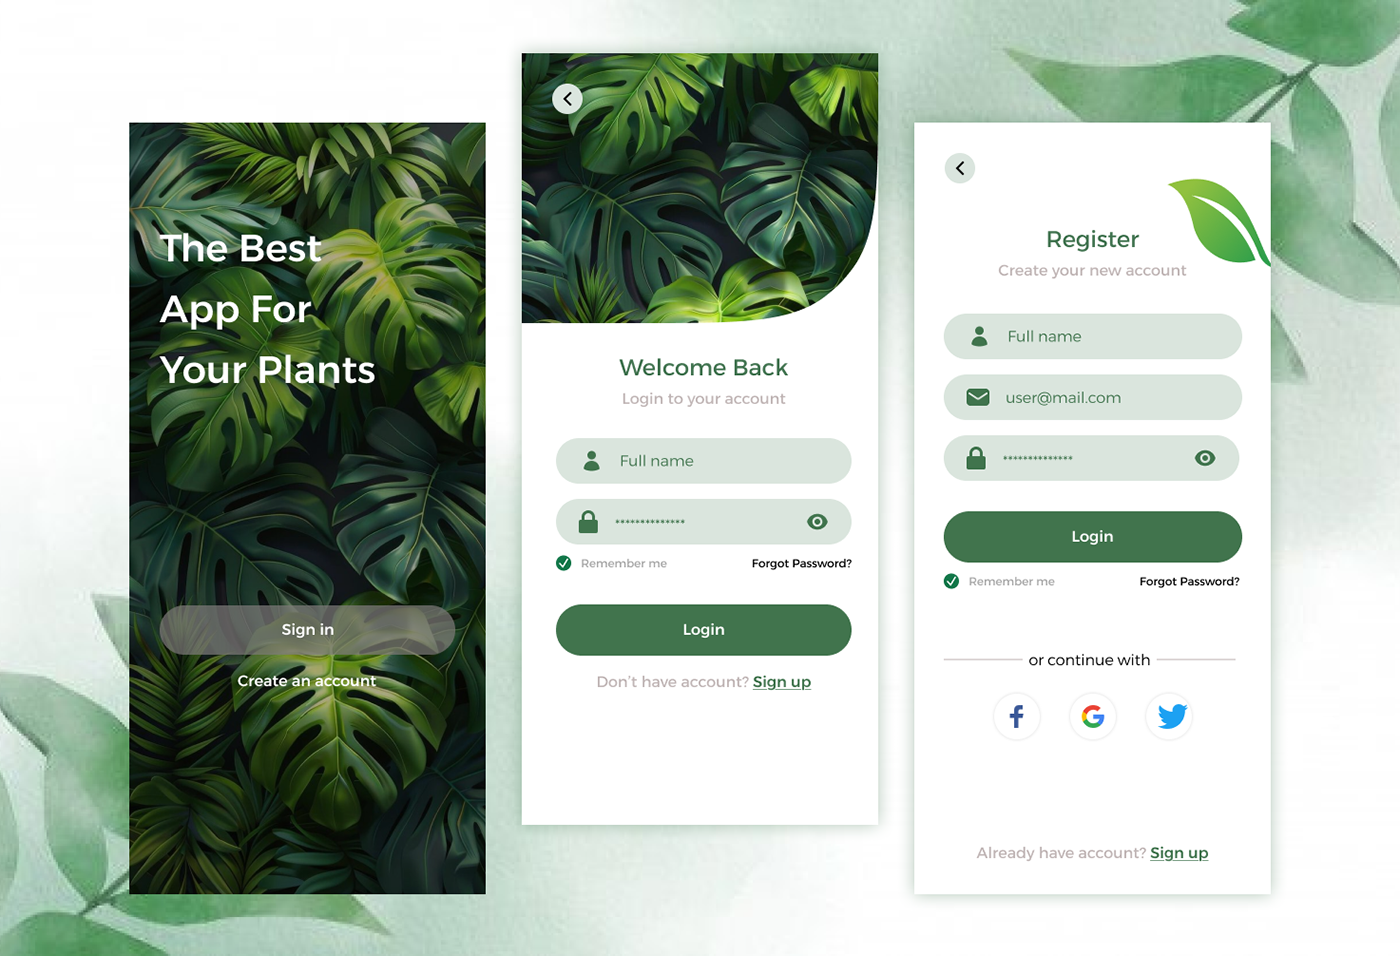 The Best
App For
Your Plants
Sign in
Create an account
Welcome Back
Login to your account
Full name
**************
Remember me
Forgot Password?
Login
Don't have account? Sign up
Register
Create your new account
Full name
user@mail.com
**************
Login
Remember me
Forgot Password?
or continue with
Already have account? Sign up